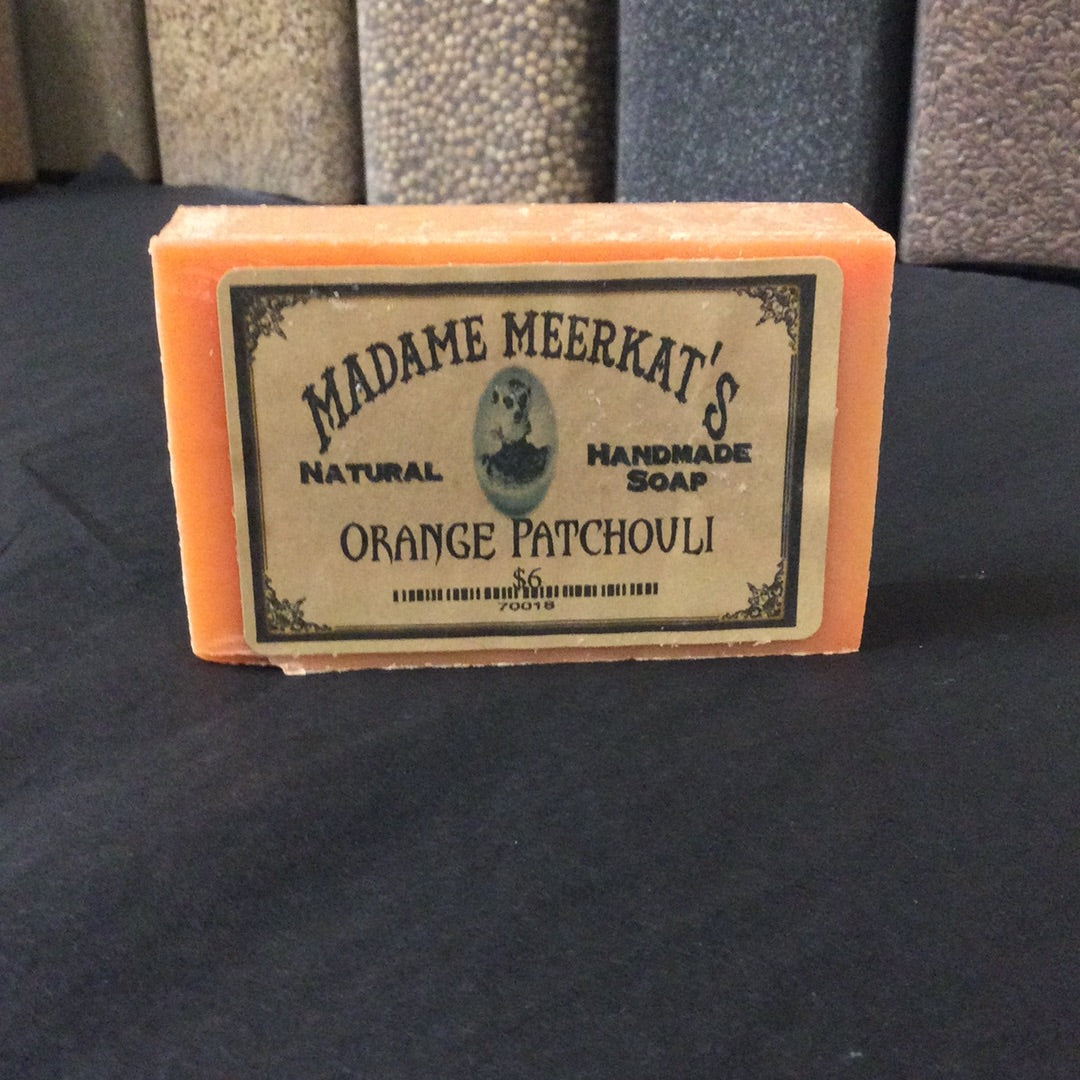 MADAME MEERKAT'S
NATURAL
HANDMADE
SOAP
ORANGE PATCHOULI
$6
70018